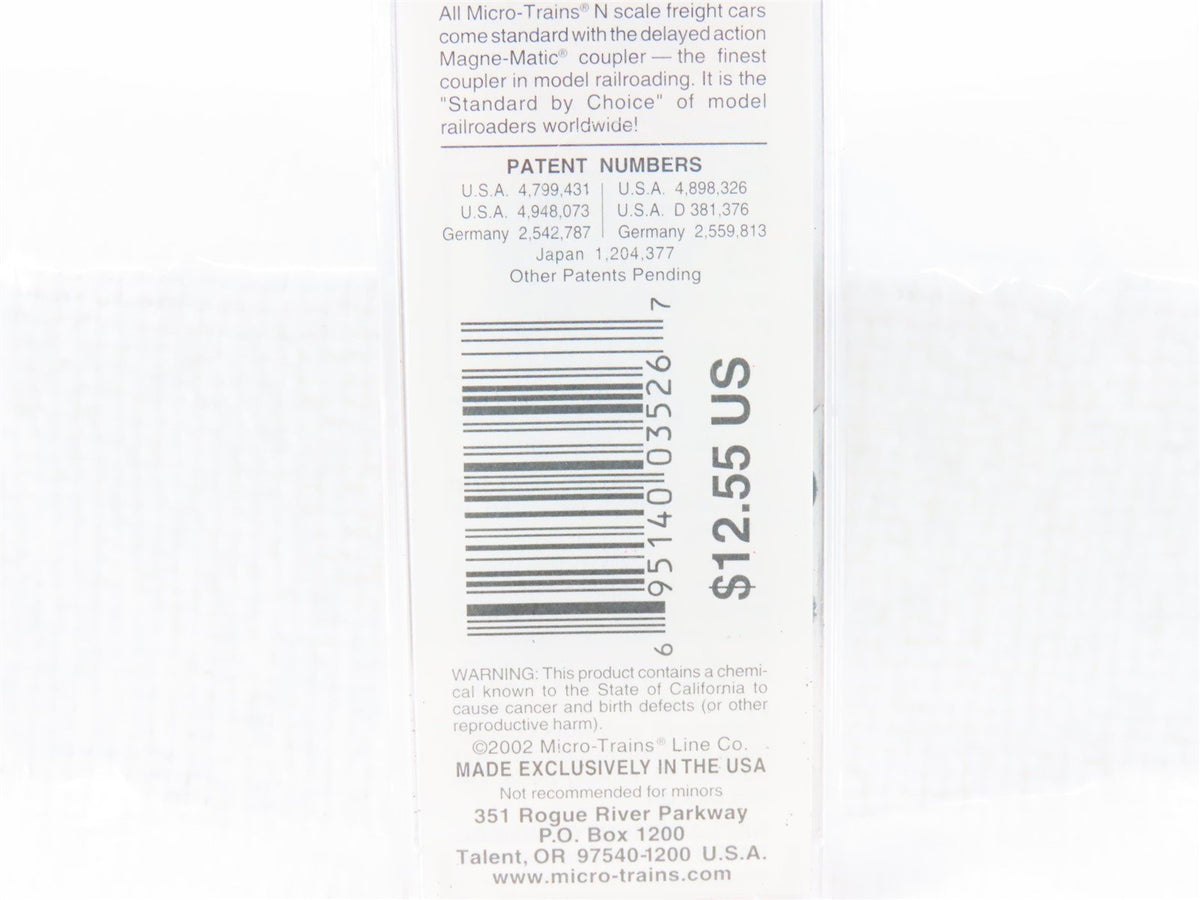 All Micro-Trains® N scale freight cars
come standard with the delayed action
Magne-Matic® coupler — the finest
coupler in model railroading. It is the
"Standard by Choice" of model
railroaders worldwide!
PATENT NUMBERS
U.S.A. 4,799,431 | U.S.A. 4,898,326
U.S.A. 4,948,073 | U.S.A. D 381,376
Germany 2,542,787 | Germany 2,559,813
Japan 1,204,377
Other Patents Pending
6 95140 03526 7
$12.55 US
WARNING: This product contains a chemi-
cal known to the State of California to
cause cancer and birth defects (or other
reproductive harm).
©2002 Micro-Trains® Line Co.
MADE EXCLUSIVELY IN THE USA
Not recommended for minors
351 Rogue River Parkway
P.O. Box 1200
Talent, OR 97540-1200 U.S.A.
www.micro-trains.com